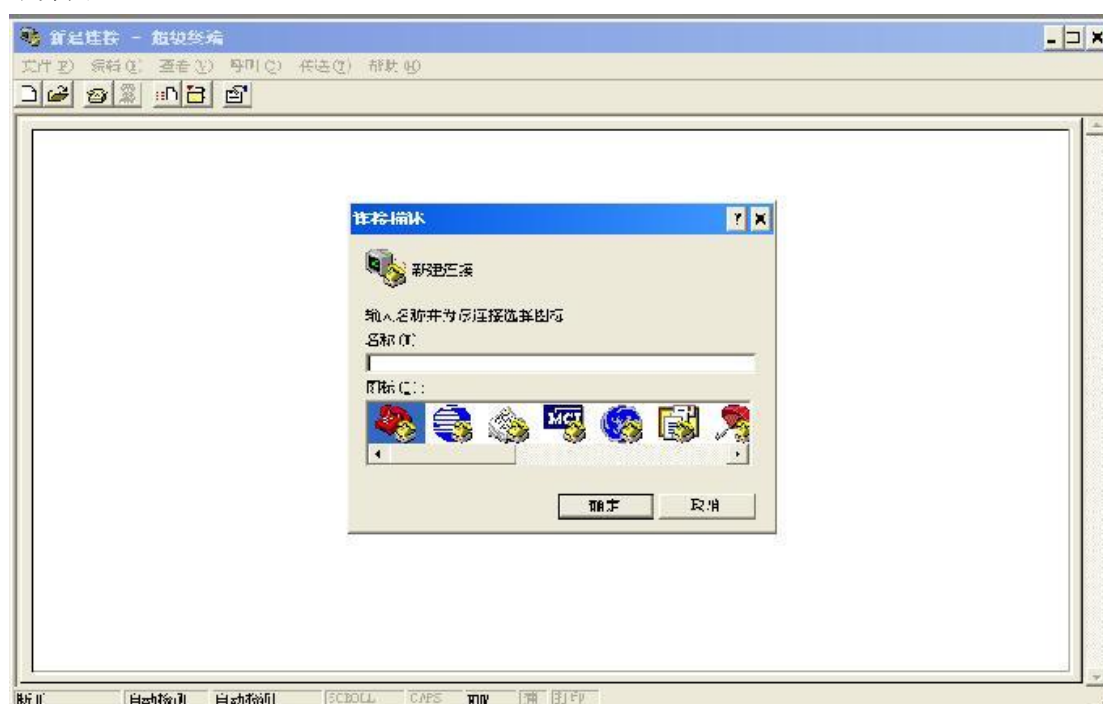 新建连接 - 超级终端
文件(F) 编辑(E) 查看(V) 呼叫(C) 传送(T) 帮助(H)
连接描述
新建连接
输入名称并为该连接选择图标
名称(N)
图标(I):
MCI
确定 取消
自动检测 自动检测 SCROLL CAPS NUM 捕 打印